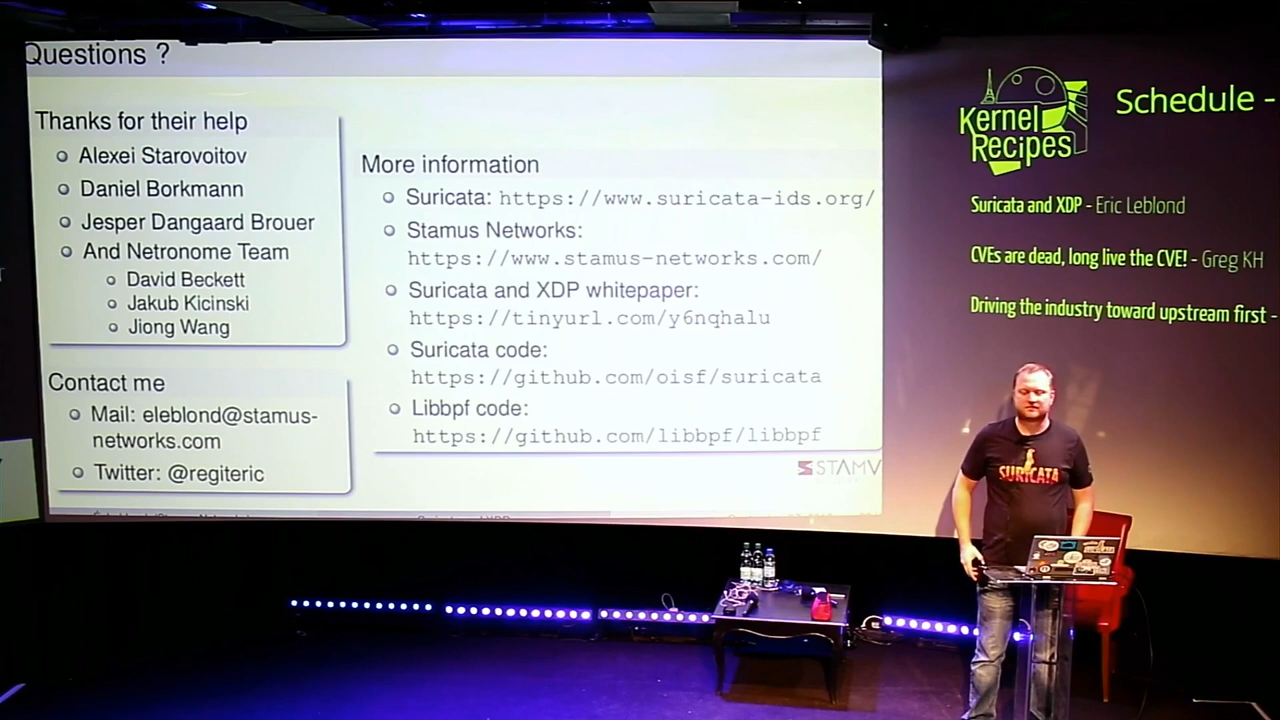 Questions ?
Thanks for their help
Alexei Starovoitov
Daniel Borkmann
Jesper Dangaard Brouer
And Netronome Team
David Beckett
Jakub Kicinski
Jiong Wang
Contact me
Mail: eleblond@stamus-
networks.com
Twitter: @regiteric
More information
Suricata: https://www.suricata-ids.org/
Stamus Networks:
https://www.stamus-networks.com/
Suricata and XDP whitepaper:
https://tinyurl.com/y6nqhalu
Suricata code:
https://github.com/oisf/suricata
Libbpf code:
https://github.com/libbpf/libbpf
STAMV
Kernel
Recipes
Schedule -
Suricata and XDP - Eric Leblond
CVEs are dead, long live the CVE! - Greg KH
Driving the industry toward upstream first -
SURICATA